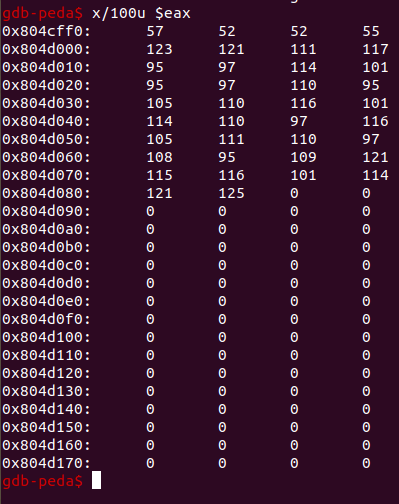 gdb-peda$ x/100u $eax
0x804cff0: 57 52 52 57
0x804d000: 123 121 111 117
0x804d010: 95 97 114 101
0x804d020: 95 97 110 95
0x804d030: 105 110 116 101
0x804d040: 114 110 97 116
0x804d050: 105 111 110 97
0x804d060: 108 95 109 121
0x804d070: 115 116 101 114
0x804d080: 121 125 0 0
0x804d090: 0 0 0 0
0x804d0a0: 0 0 0 0
0x804d0b0: 0 0 0 0
0x804d0c0: 0 0 0 0
0x804d0d0: 0 0 0 0
0x804d0e0: 0 0 0 0
0x804d0f0: 0 0 0 0
0x804d100: 0 0 0 0
0x804d110: 0 0 0 0
0x804d120: 0 0 0 0
0x804d130: 0 0 0 0
0x804d140: 0 0 0 0
0x804d150: 0 0 0 0
0x804d160: 0 0 0 0
0x804d170: 0 0 0 0
gdb-peda$